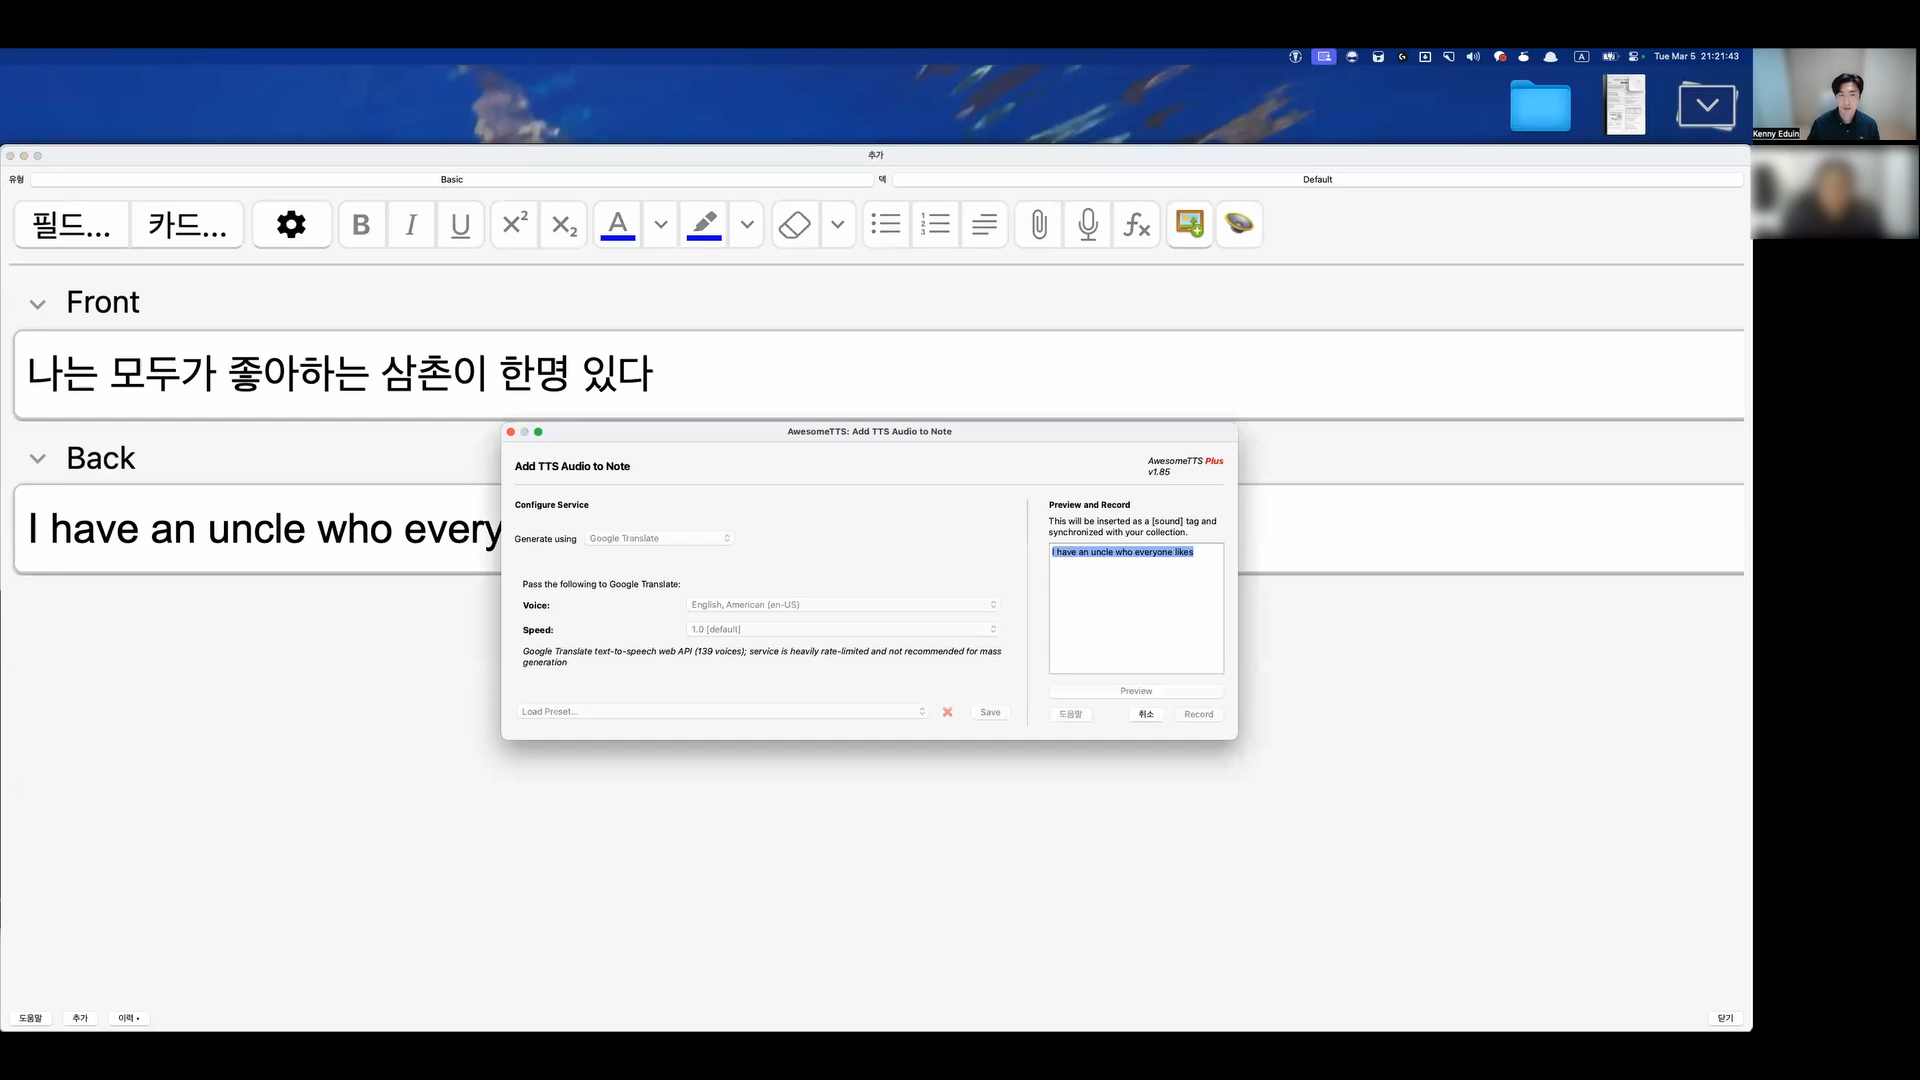 Tue Mar 5 21:21:43
Kenny Eduin
추가
유형 Basic 덱 Default
필드... 카드... B I U X² X₂ A fx
Front
나는 모두가 좋아하는 삼촌이 한명 있다
Back
I have an uncle who every
AwesomeTTS: Add TTS Audio to Note
Add TTS Audio to Note
AwesomeTTS Plus
v1.85
Configure Service
Generate using Google Translate
Pass the following to Google Translate:
Voice: English, American (en-US)
Speed: 1.0 [default]
Google Translate text-to-speech web API (139 voices); service is heavily rate-limited and not recommended for mass
generation
Load Preset... Save
Preview and Record
This will be inserted as a [sound] tag and
synchronized with your collection.
I have an uncle who everyone likes
Preview
도움말 취소 Record
도움말 추가 이력 닫기